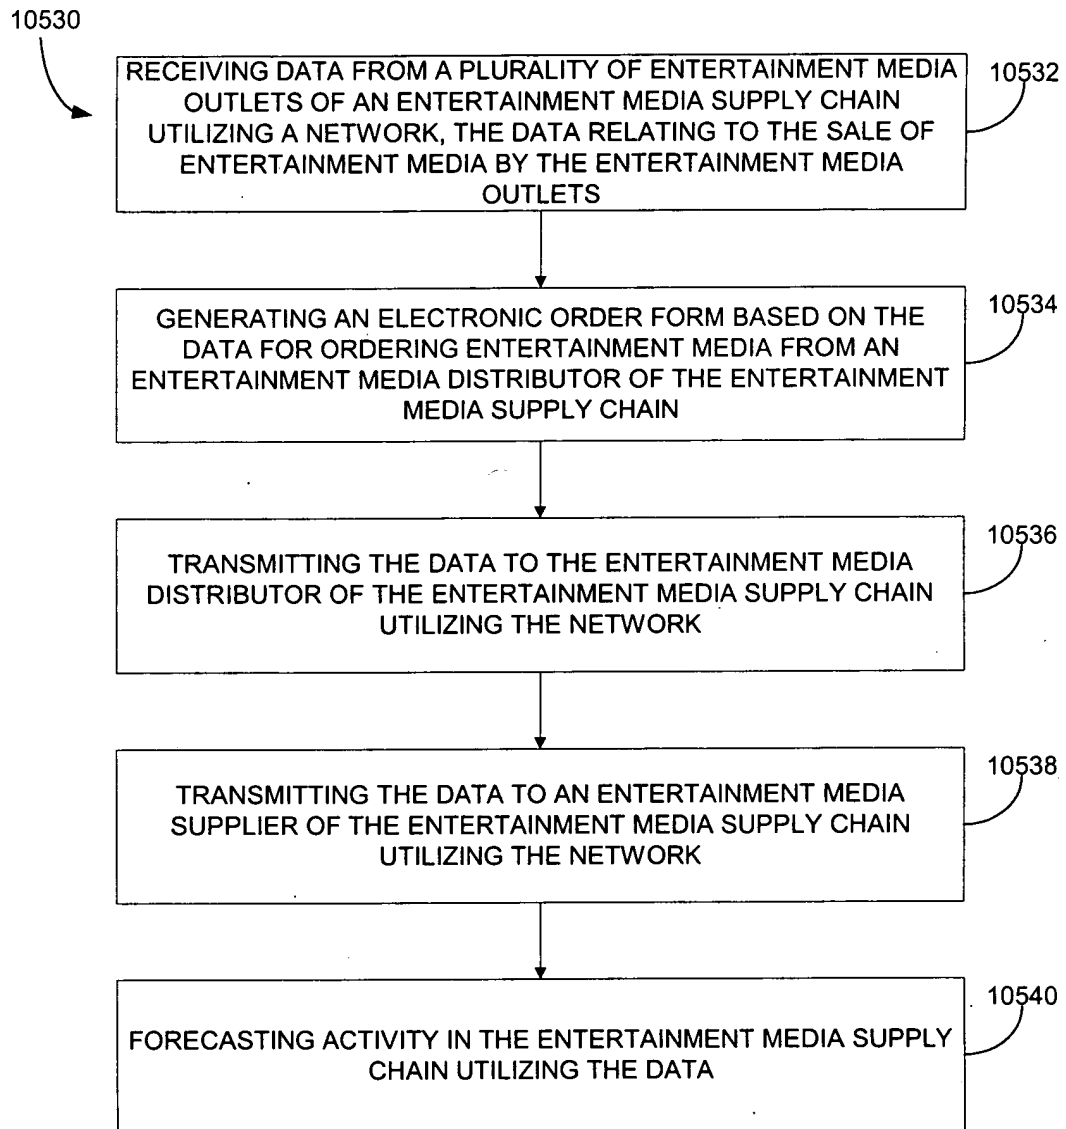 10530
RECEIVING DATA FROM A PLURALITY OF ENTERTAINMENT MEDIA
OUTLETS OF AN ENTERTAINMENT MEDIA SUPPLY CHAIN
UTILIZING A NETWORK, THE DATA RELATING TO THE SALE OF
ENTERTAINMENT MEDIA BY THE ENTERTAINMENT MEDIA
OUTLETS
10532
GENERATING AN ELECTRONIC ORDER FORM BASED ON THE
DATA FOR ORDERING ENTERTAINMENT MEDIA FROM AN
ENTERTAINMENT MEDIA DISTRIBUTOR OF THE ENTERTAINMENT
MEDIA SUPPLY CHAIN
10534
TRANSMITTING THE DATA TO THE ENTERTAINMENT MEDIA
DISTRIBUTOR OF THE ENTERTAINMENT MEDIA SUPPLY CHAIN
UTILIZING THE NETWORK
10536
TRANSMITTING THE DATA TO AN ENTERTAINMENT MEDIA
SUPPLIER OF THE ENTERTAINMENT MEDIA SUPPLY CHAIN
UTILIZING THE NETWORK
10538
FORECASTING ACTIVITY IN THE ENTERTAINMENT MEDIA SUPPLY
CHAIN UTILIZING THE DATA
10540